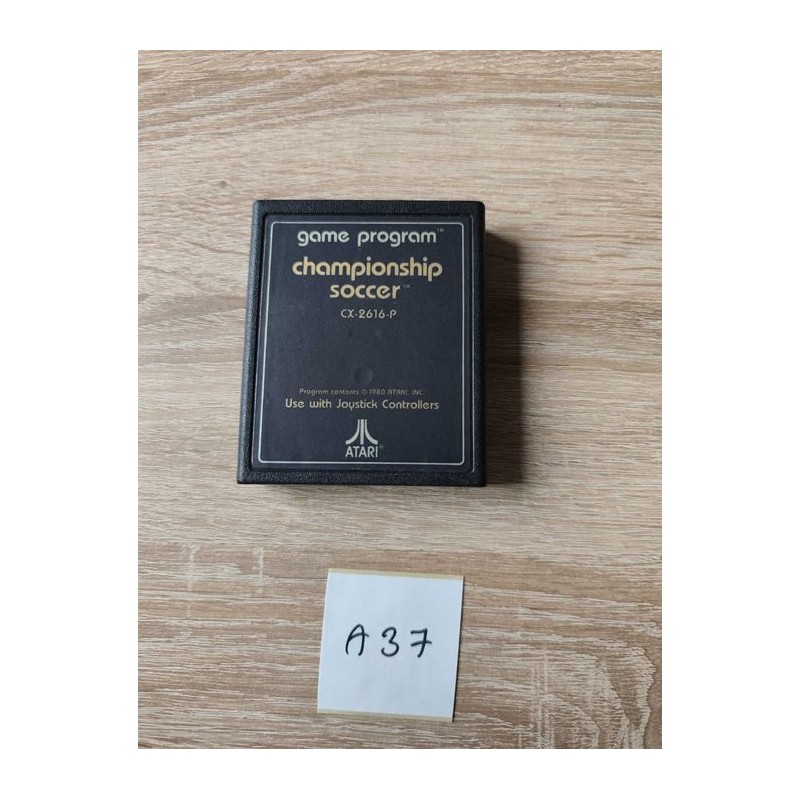 game program™
championship
soccer™
CX-2616-P
Program contents © 1980 ATARI, INC.
Use with Joystick Controllers
ATARI®
A37